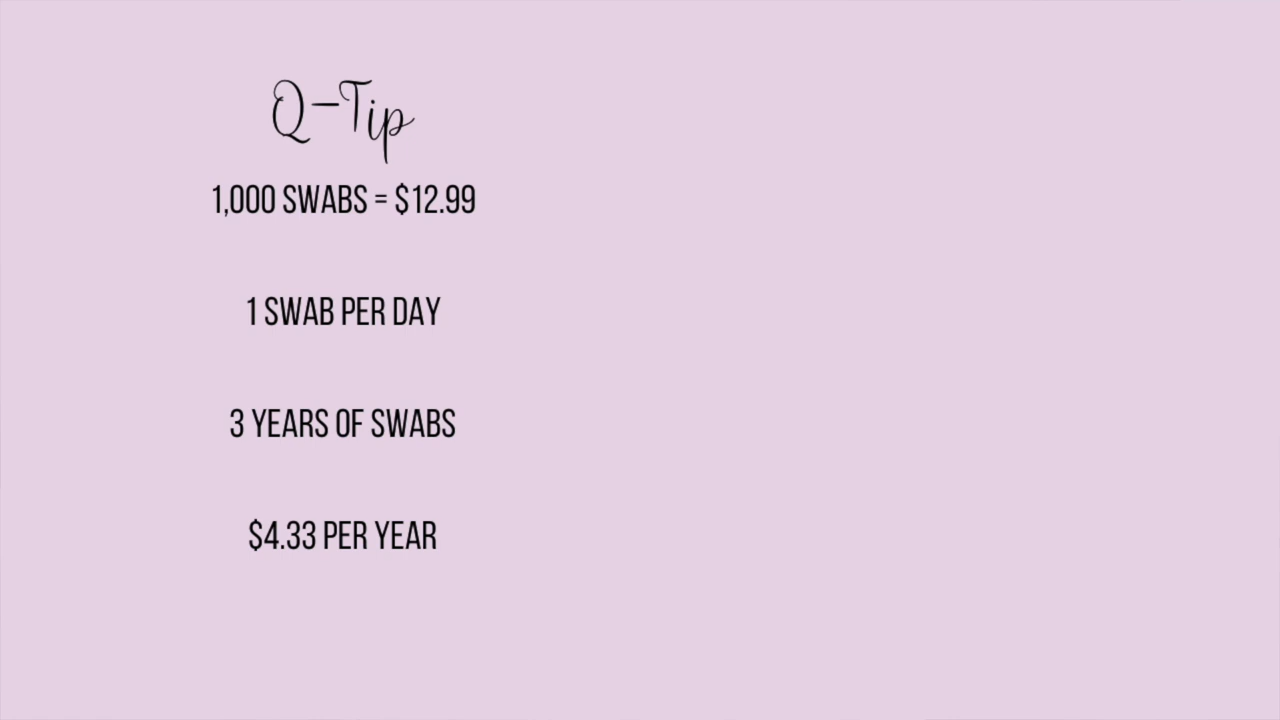 Q-Tip
1,000 SWABS = $12.99
1 SWAB PER DAY
3 YEARS OF SWABS
$4.33 PER YEAR